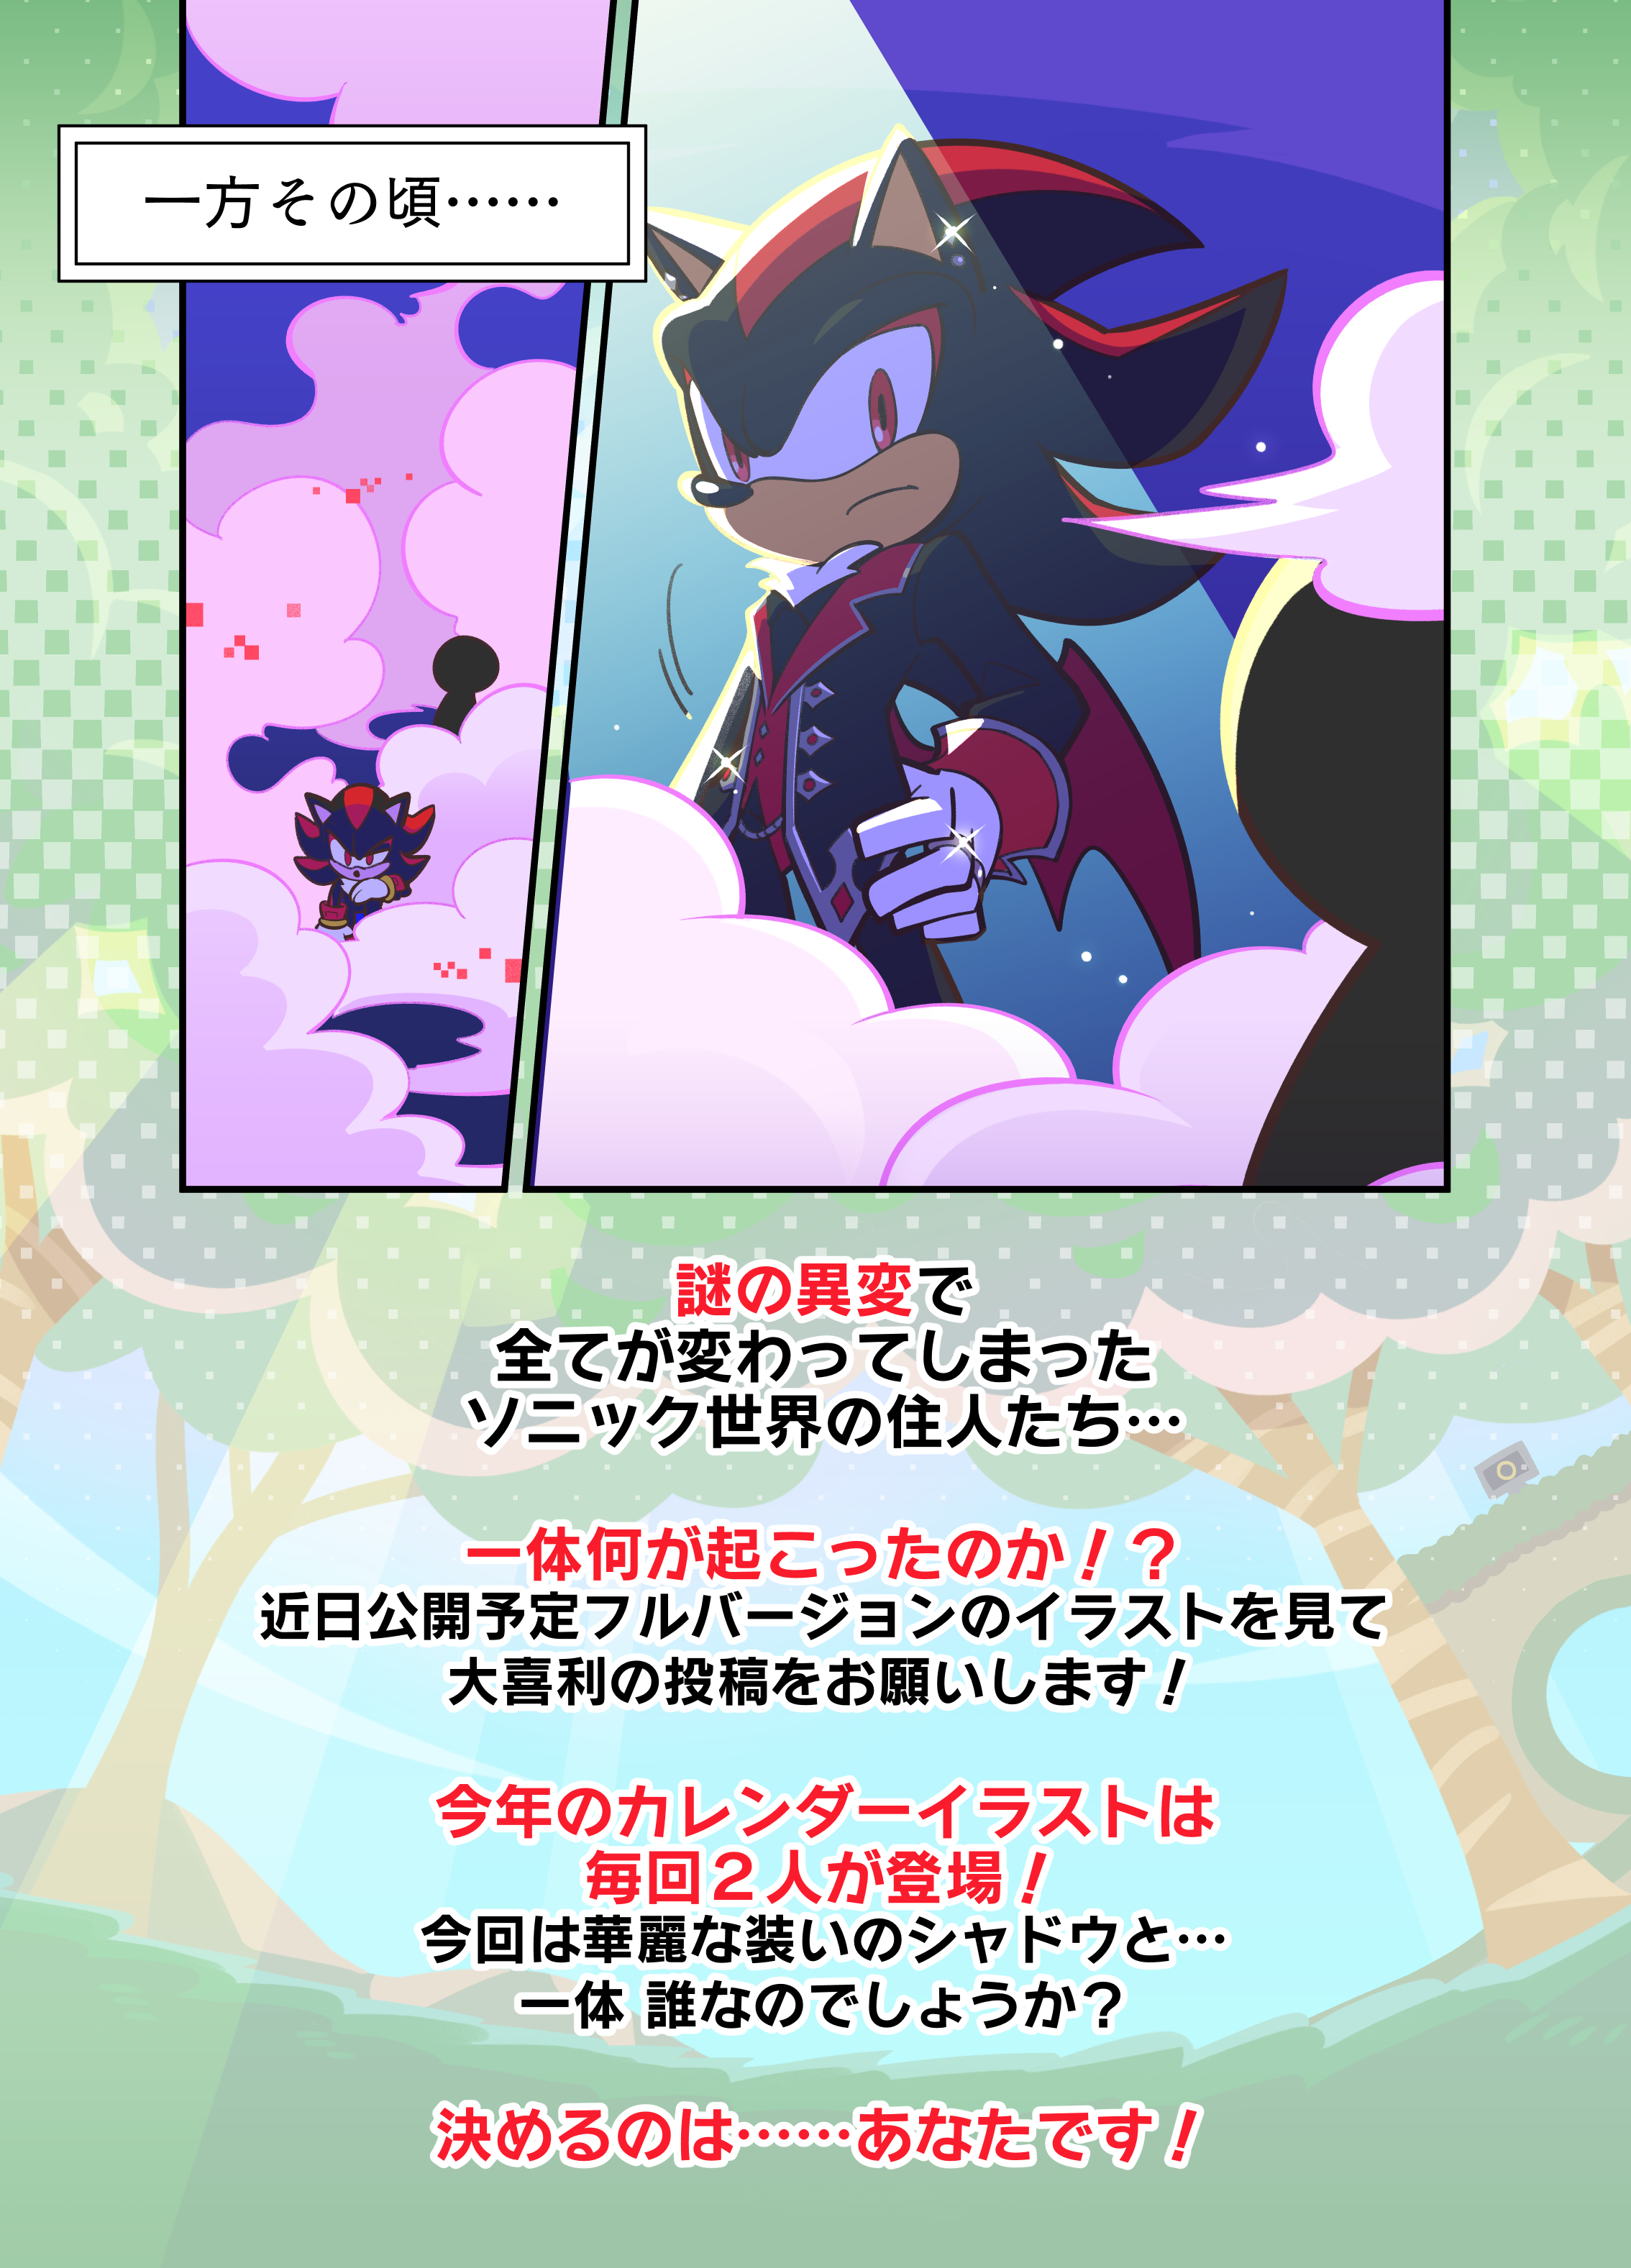 一方その頃……
謎の異変で
全てが変わってしまった
ソニック世界の住人たち…
一体何が起こったのか！？
近日公開予定フルバージョンのイラストを見て
大喜利の投稿をお願いします！
今年のカレンダーイラストは
毎回２人が登場！
今回は華麗な装いのシャドウと…
一体 誰なのでしょうか？
決めるのは……あなたです！